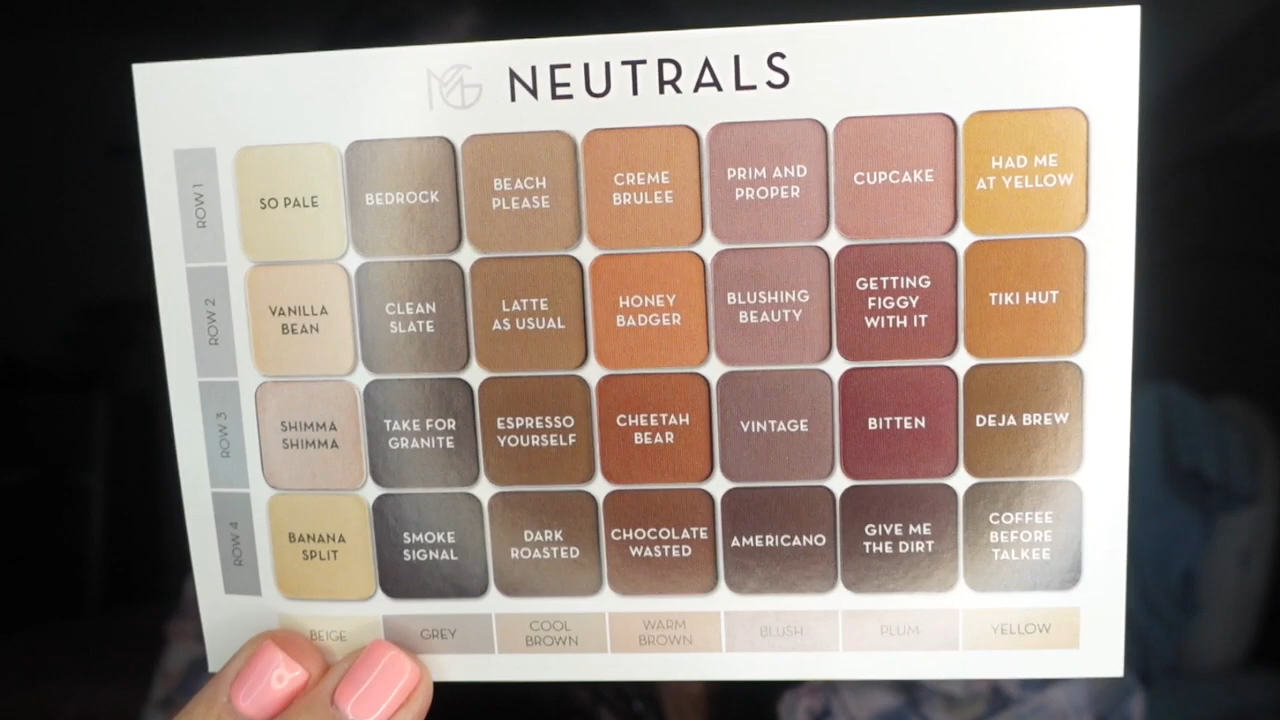 MG NEUTRALS
ROW 1
SO PALE
BEDROCK
BEACH
PLEASE
CREME
BRULEE
PRIM AND
PROPER
CUPCAKE
HAD ME
AT YELLOW
ROW 2
VANILLA
BEAN
CLEAN
SLATE
LATTE
AS USUAL
HONEY
BADGER
BLUSHING
BEAUTY
GETTING
FIGGY
WITH IT
TIKI HUT
ROW 3
SHIMMA
SHIMMA
TAKE FOR
GRANITE
ESPRESSO
YOURSELF
CHEETAH
BEAR
VINTAGE
BITTEN
DEJA BREW
ROW 4
BANANA
SPLIT
SMOKE
SIGNAL
DARK
ROASTED
CHOCOLATE
WASTED
AMERICANO
GIVE ME
THE DIRT
COFFEE
BEFORE
TALKEE
BEIGE
GREY
COOL
BROWN
WARM
BROWN
BLUSH
PLUM
YELLOW